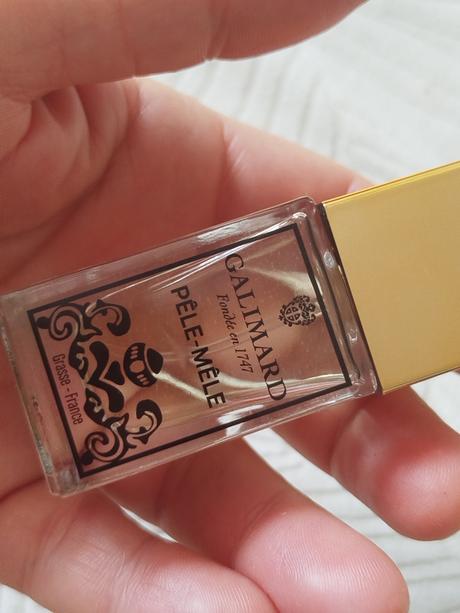 GALIMARD
Fondée en 1747
PÊLE-MÊLE
Grasse - France